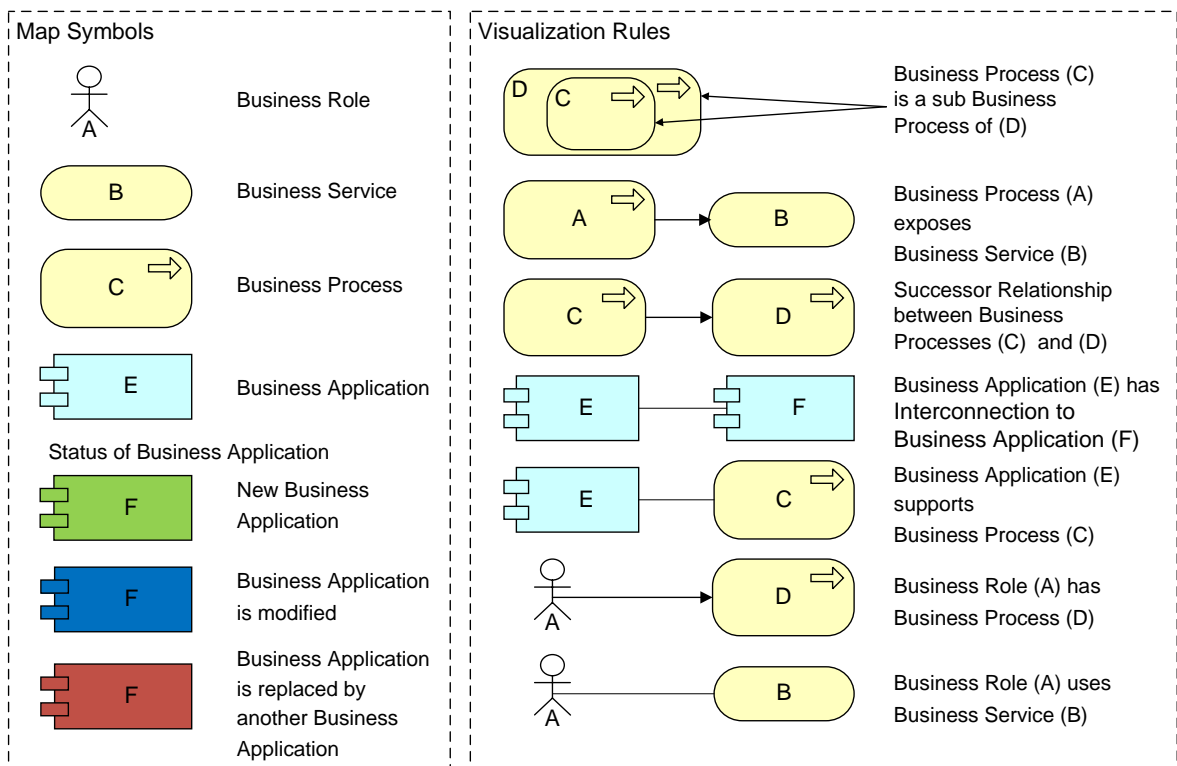 Map Symbols
A
Business Role
B
Business Service
C
Business Process
E
Business Application
Status of Business Application
F
New Business
Application
F
Business Application
is modified
F
Business Application
is replaced by
another Business
Application
Visualization Rules
D
C
Business Process (C)
is a sub Business
Process of (D)
A
B
Business Process (A)
exposes
Business Service (B)
C
D
Successor Relationship
between Business
Processes (C) and (D)
E
F
Business Application (E) has
Interconnection to
Business Application (F)
E
C
Business Application (E)
supports
Business Process (C)
A
D
Business Role (A) has
Business Process (D)
A
B
Business Role (A) uses
Business Service (B)